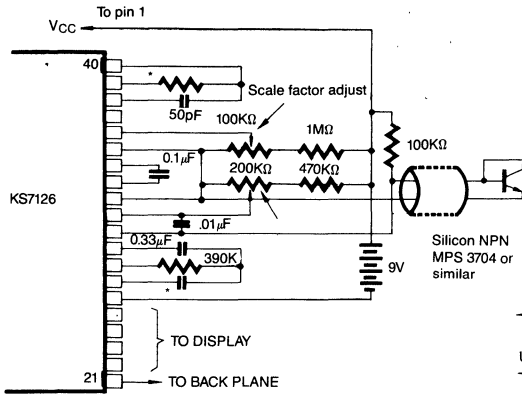 To pin 1
VCC
40
*
50pF
Scale factor adjust
100KΩ
1MΩ
100KΩ
0.1μF
200KΩ
470KΩ
KS7126
.01μF
0.33μF
390K
*
9V
Silicon NPN
MPS 3704 or
similar
TO DISPLAY
21
TO BACK PLANE